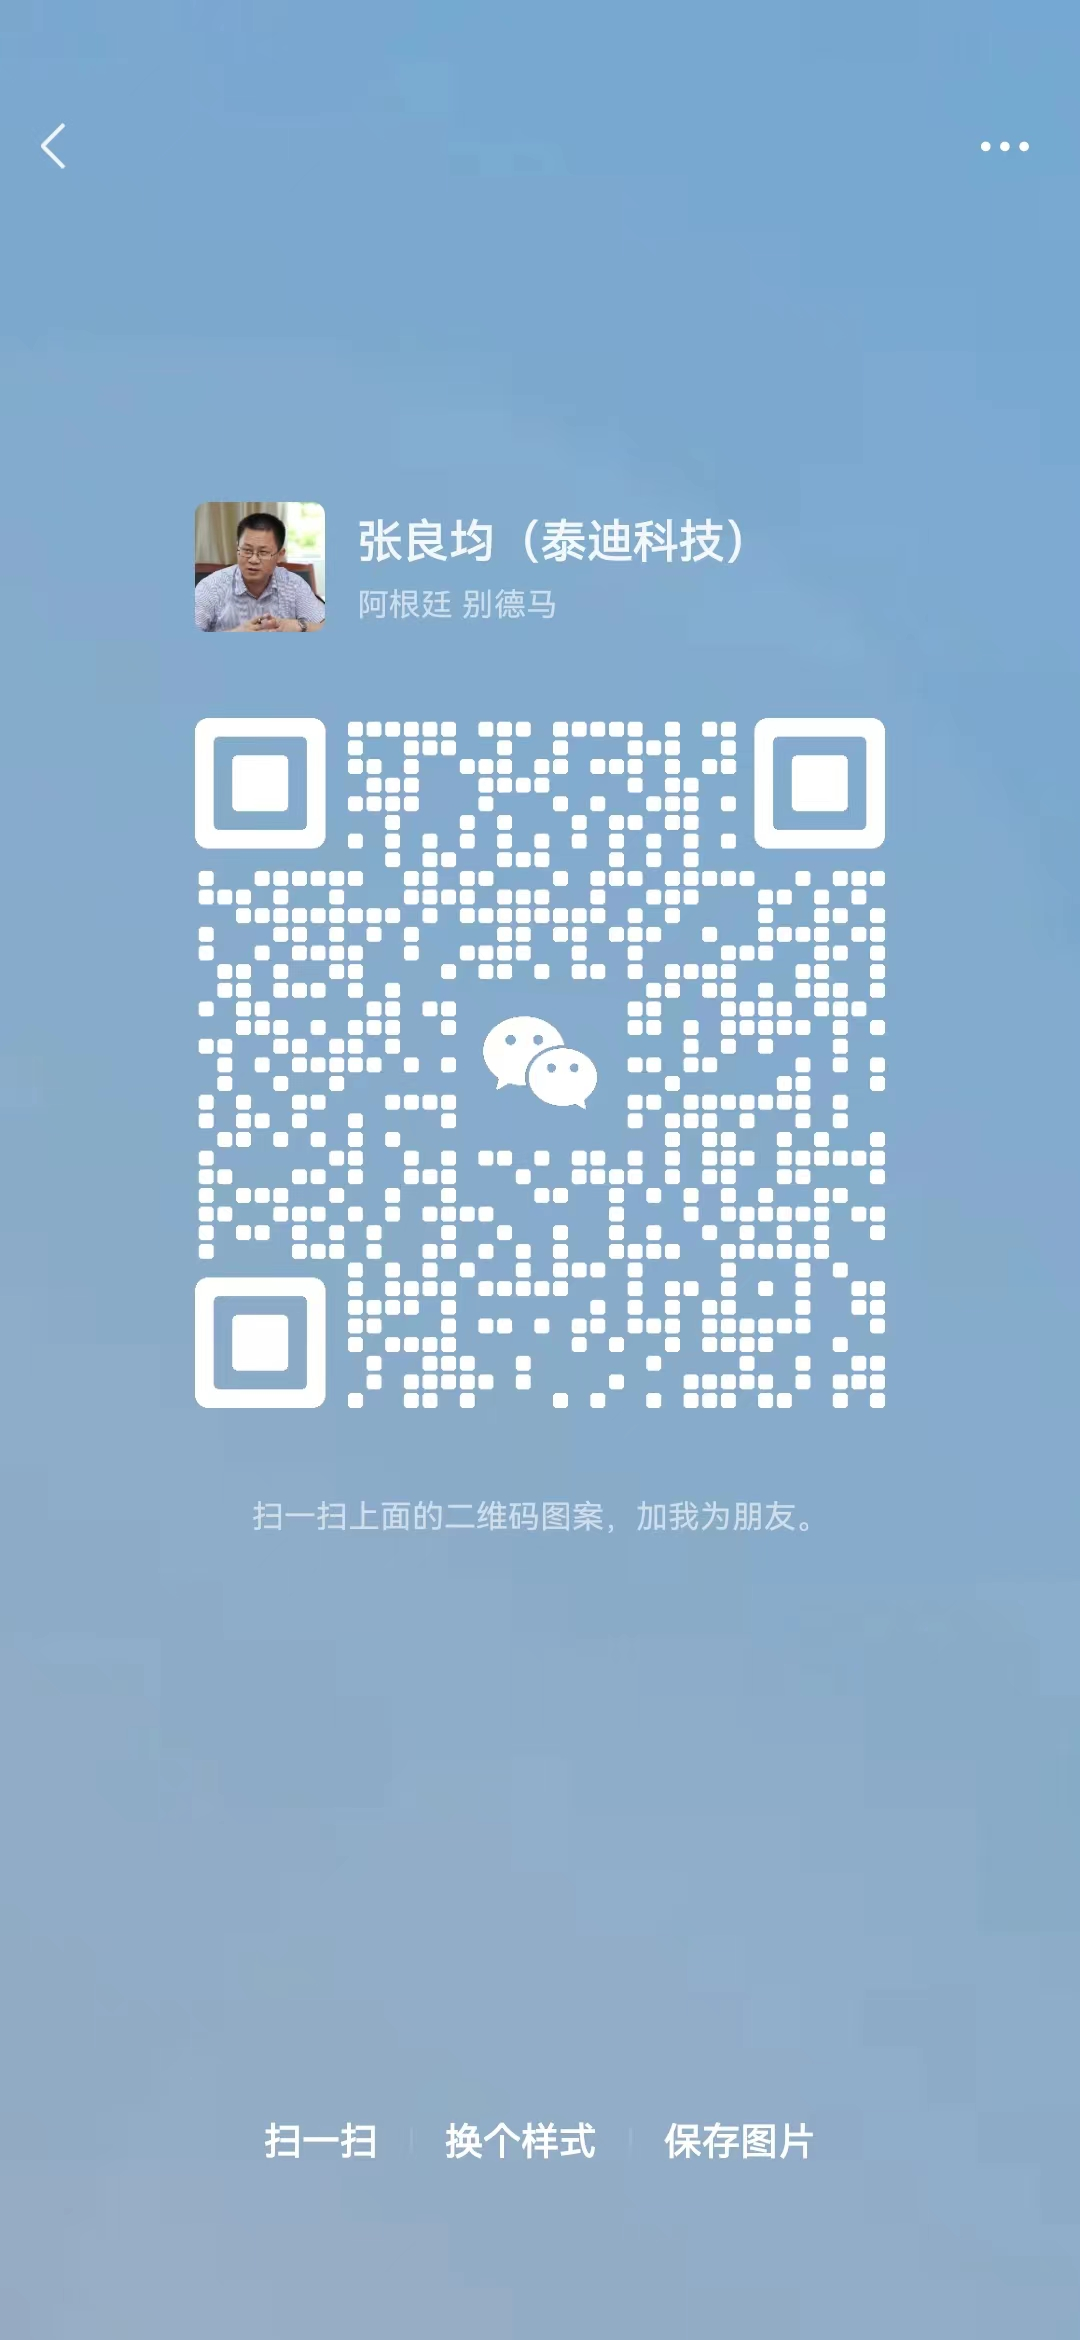 张良均（泰迪科技）
阿根廷 别德马
扫一扫上面的二维码图案，加我为朋友。
扫一扫
换个样式
保存图片